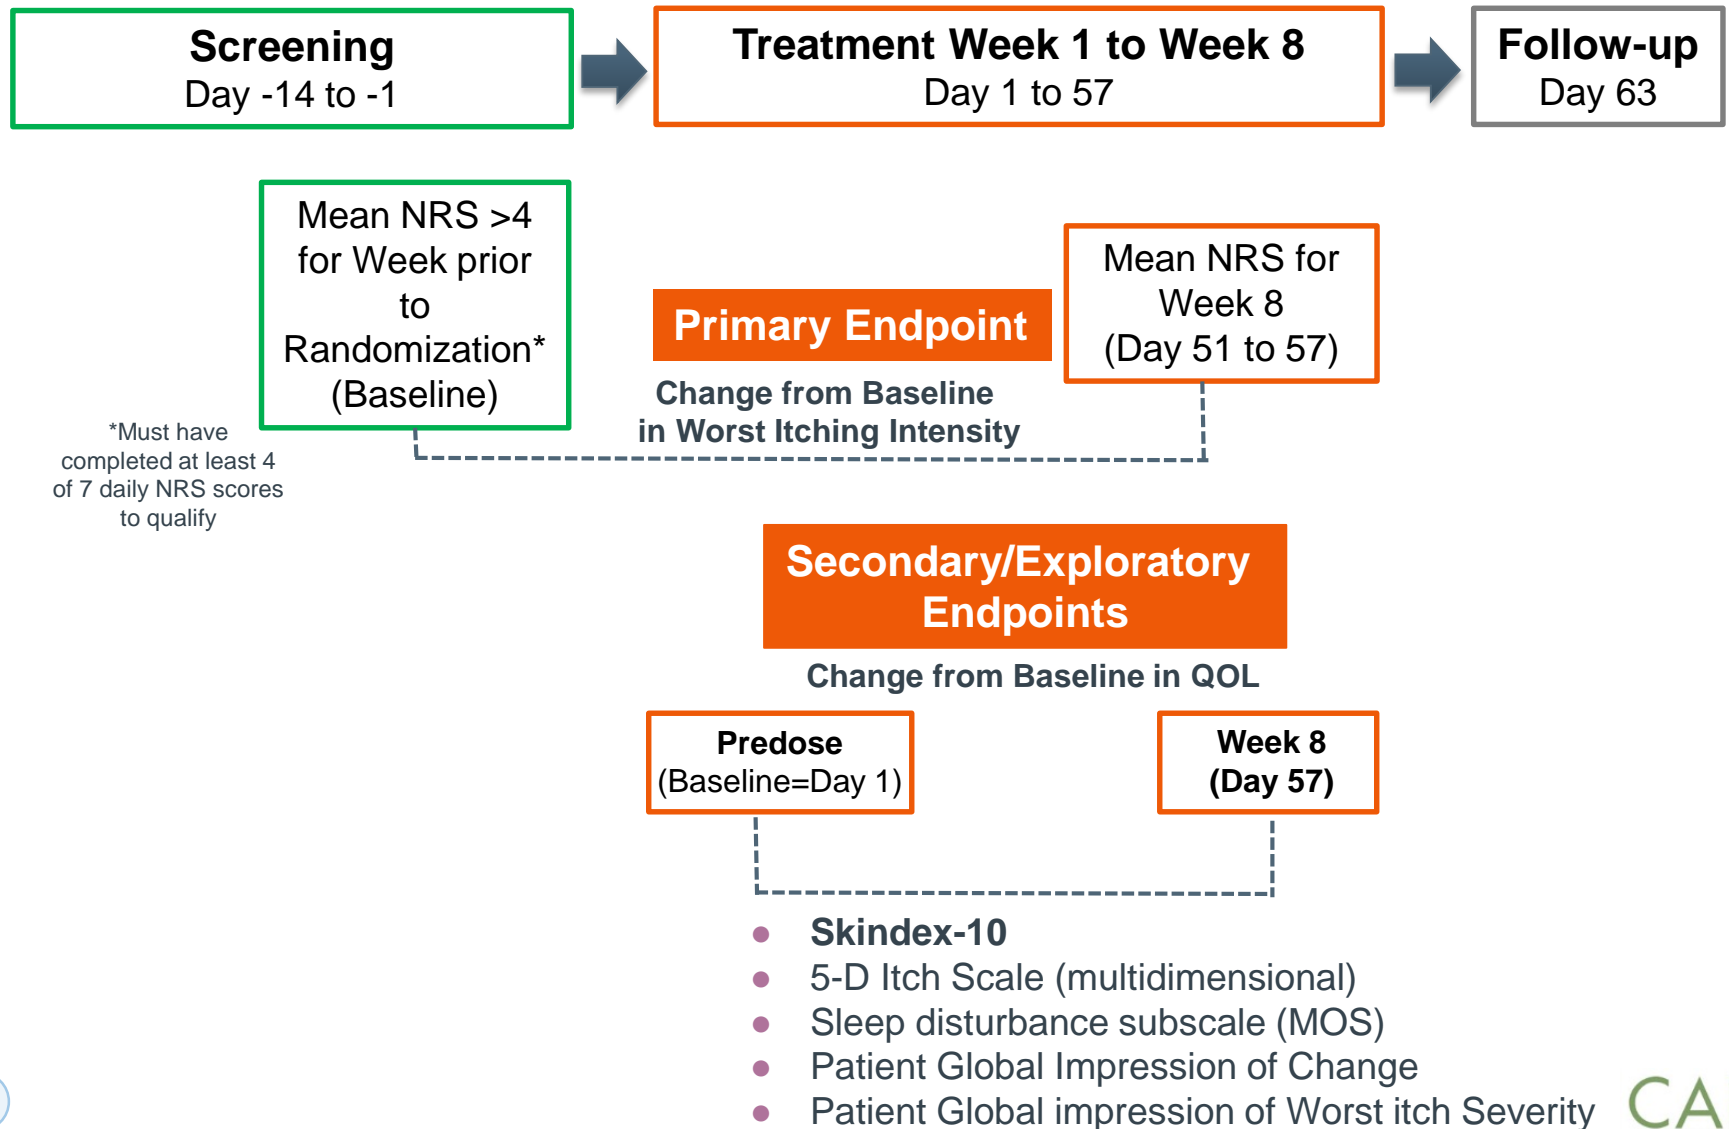 Screening
Day -14 to -1
Treatment Week 1 to Week 8
Day 1 to 57
Follow-up
Day 63
Mean NRS >4
for Week prior
to
Randomization*
(Baseline)
*Must have
completed at least 4
of 7 daily NRS scores
to qualify
Primary Endpoint
Change from Baseline
in Worst Itching Intensity
Mean NRS for
Week 8
(Day 51 to 57)
Secondary/Exploratory
Endpoints
Change from Baseline in QOL
Predose
(Baseline=Day 1)
Week 8
(Day 57)
● Skindex-10
● 5-D Itch Scale (multidimensional)
● Sleep disturbance subscale (MOS)
● Patient Global Impression of Change
● Patient Global impression of Worst itch Severity
CA